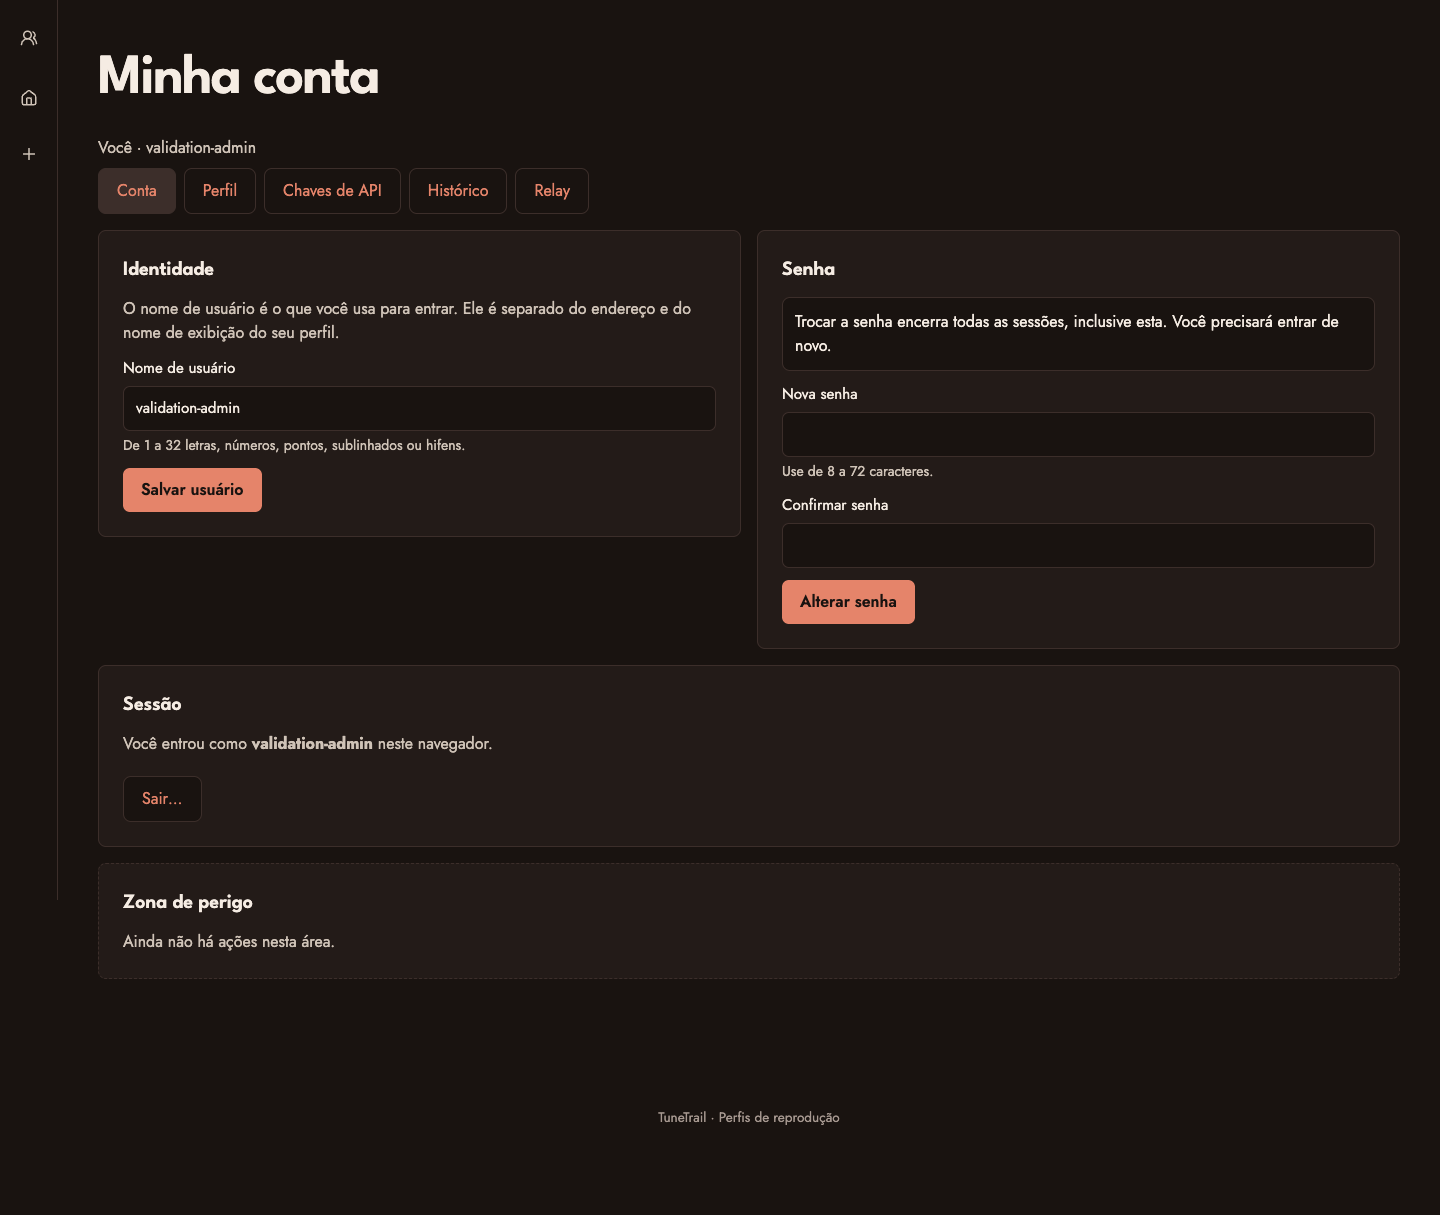 Minha conta
Você · validation-admin
Conta
Perfil
Chaves de API
Histórico
Relay
Identidade
O nome de usuário é o que você usa para entrar. Ele é separado do endereço e do
nome de exibição do seu perfil.
Nome de usuário
validation-admin
De 1 a 32 letras, números, pontos, sublinhados ou hifens.
Salvar usuário
Senha
Trocar a senha encerra todas as sessões, inclusive esta. Você precisará entrar de
novo.
Nova senha
Use de 8 a 72 caracteres.
Confirmar senha
Alterar senha
Sessão
Você entrou como validation-admin neste navegador.
Sair…
Zona de perigo
Ainda não há ações nesta área.
TuneTrail · Perfis de reprodução